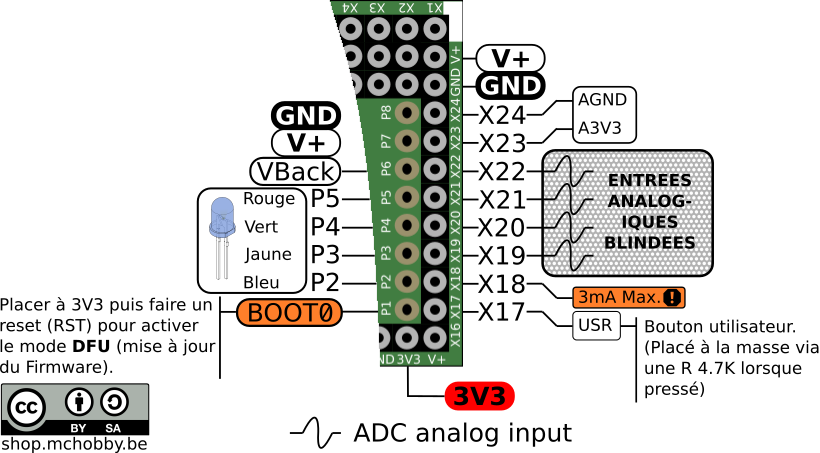 X4 X3 X2 X1
V+
GND
X24
X23
X22
X21
X20
X19
X18
X17
X16
P8
P7
P6
P5
P4
P3
P2
P1
ND 3V3 V+
GND
V+
VBack
P5
P4
P3
P2
BOOT0
Rouge
Vert
Jaune
Bleu
V+
GND
X24
X23
X22
X21
X20
X19
X18
X17
AGND
A3V3
ENTREES
ANALOG-
IQUES
BLINDEES
3mA Max. !
USR
Bouton utilisateur.
(Placé à la masse via
une R 4.7K lorsque
pressé)
Placer à 3V3 puis faire un
reset (RST) pour activer
le mode DFU (mise à jour
du Firmware).
cc
BY SA
shop.mchobby.be
3V3
ADC analog input